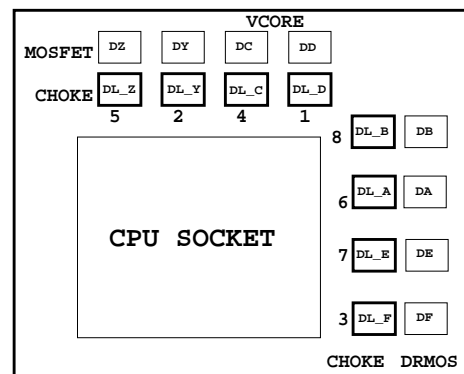 VCORE
MOSFET DZ DY DC DD
CHOKE DL_Z DL_Y DL_C DL_D
5 2 4 1
8 DL_B DB
6 DL_A DA
CPU SOCKET
7 DL_E DE
3 DL_F DF
CHOKE DRMOS